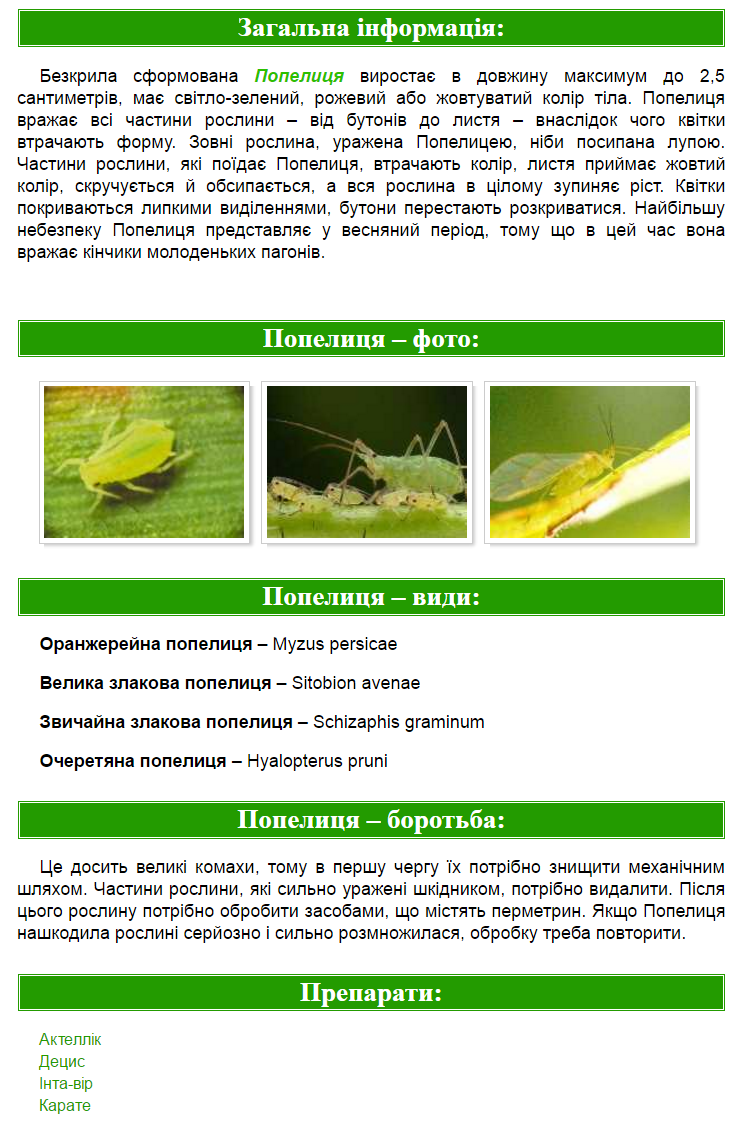 Загальна інформація:
Безкрила сформована Попелиця виростає в довжину максимум до 2,5
сантиметрів, має світло-зелений, рожевий або жовтуватий колір тіла. Попелиця
вражає всі частини рослини – від бутонів до листя – внаслідок чого квітки
втрачають форму. Зовні рослина, уражена Попелицею, ніби посипана лупою.
Частини рослини, які поїдає Попелиця, втрачають колір, листя приймає жовтий
колір, скручується й обсипається, а вся рослина в цілому зупиняє ріст. Квітки
покриваються липкими виділеннями, бутони перестають розкриватися. Найбільшу
небезпеку Попелиця представляє у весняний період, тому що в цей час вона
вражає кінчики молоденьких пагонів.
Попелиця – фото:
Попелиця – види:
Оранжерейна попелиця – Myzus persicae
Велика злакова попелиця – Sitobion avenae
Звичайна злакова попелиця – Schizaphis graminum
Очеретяна попелиця – Hyalopterus pruni
Попелиця – боротьба:
Це досить великі комахи, тому в першу чергу їх потрібно знищити механічним
шляхом. Частини рослини, які сильно уражені шкідником, потрібно видалити. Після
цього рослину потрібно обробити засобами, що містять перметрин. Якщо Попелиця
нашкодила рослині серйозно і сильно розмножилася, обробку треба повторити.
Препарати:
Актеллік
Децис
Інта-вір
Карате